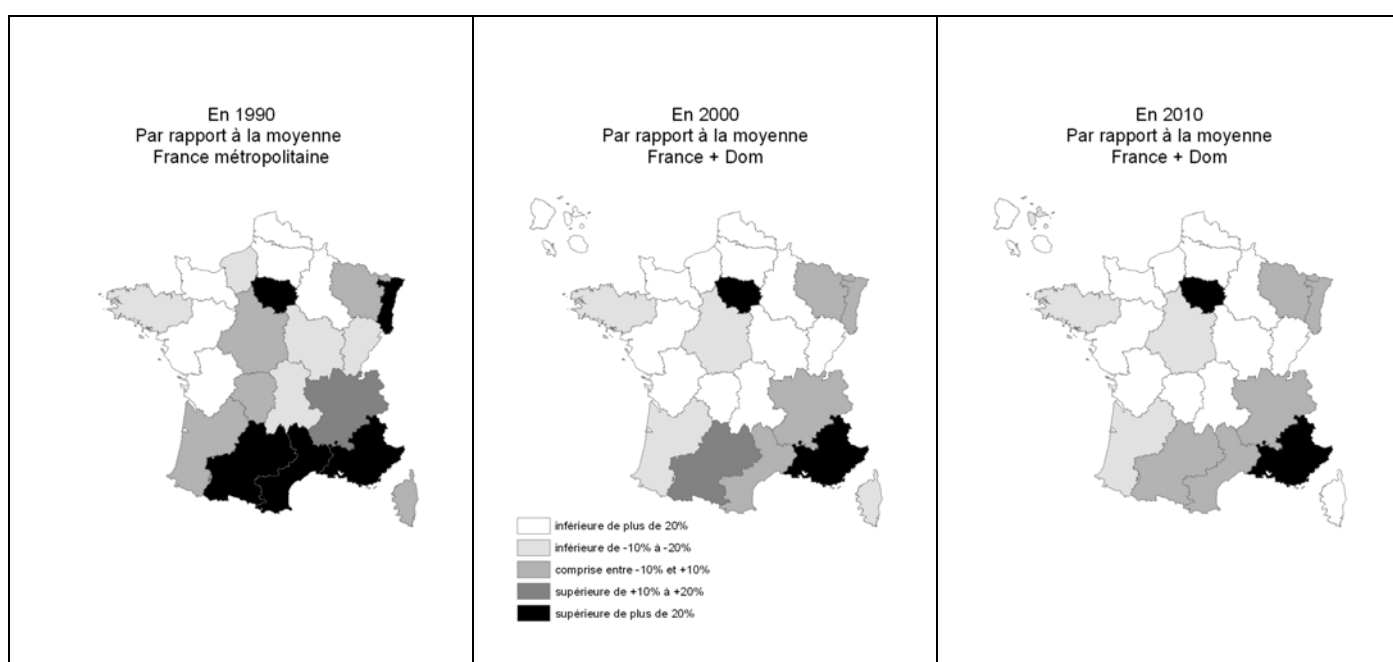 En 1990
Par rapport à la moyenne
France métropolitaine
En 2000
Par rapport à la moyenne
France + Dom
inférieure de plus de 20%
inférieure de -10% à -20%
comprise entre -10% et +10%
supérieure de +10% à +20%
supérieure de plus de 20%
En 2010
Par rapport à la moyenne
France + Dom